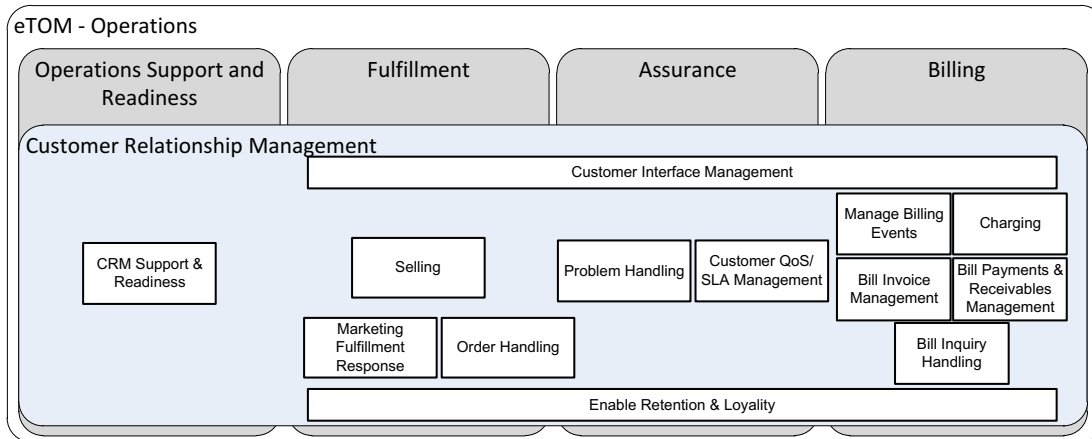 eTOM - Operations
Operations Support and
Readiness
Fulfillment
Assurance
Billing
Customer Relationship Management
Customer Interface Management
CRM Support &
Readiness
Selling
Marketing
Fulfillment
Response
Order Handling
Problem Handling
Customer QoS/
SLA Management
Manage Billing
Events
Charging
Bill Invoice
Management
Bill Payments &
Receivables
Management
Bill Inquiry
Handling
Enable Retention & Loyality